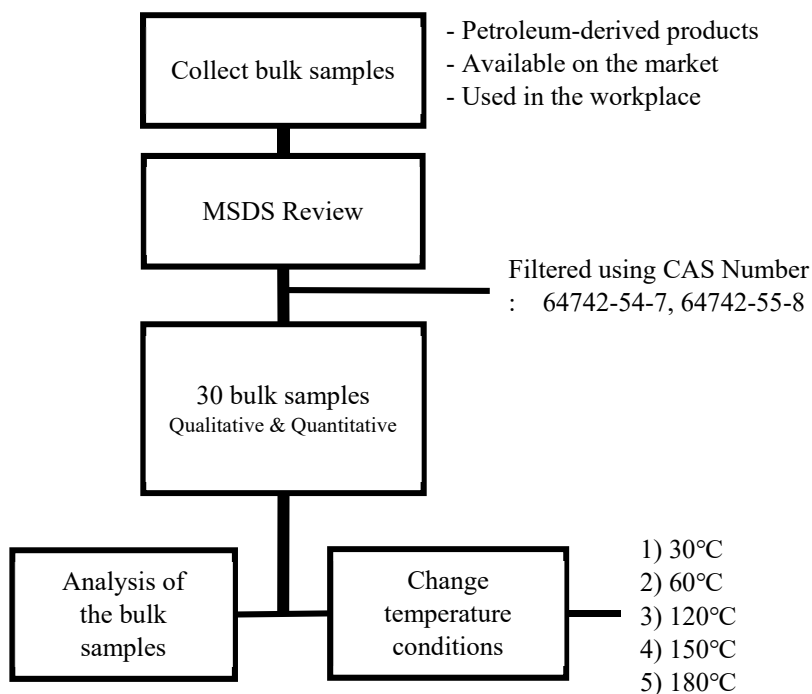 Collect bulk samples
- Petroleum-derived products
- Available on the market
- Used in the workplace
MSDS Review
Filtered using CAS Number
: 64742-54-7, 64742-55-8
30 bulk samples
Qualitative & Quantitative
Analysis of
the bulk
samples
Change
temperature
conditions
1) 30℃
2) 60℃
3) 120℃
4) 150℃
5) 180℃